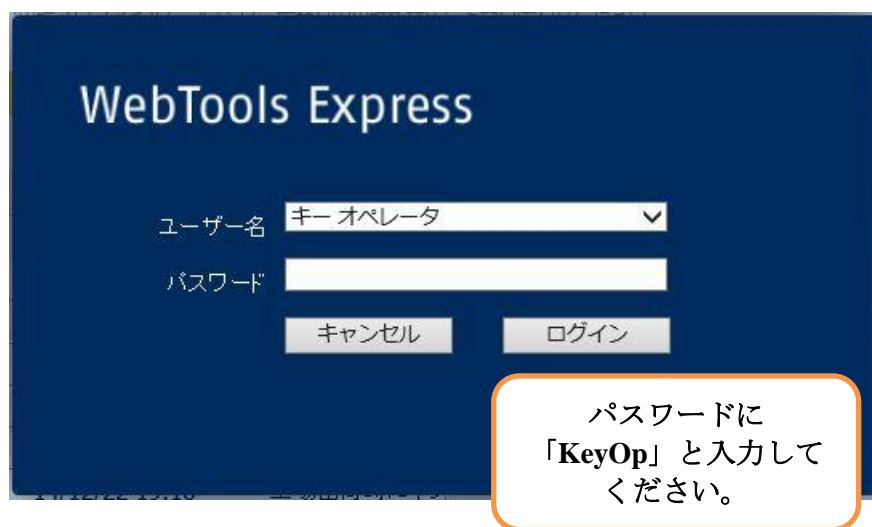 WebTools Express
ユーザー名
キー オペレータ
パスワード
キャンセル
ログイン
パスワードに
「KeyOp」と入力して
ください。